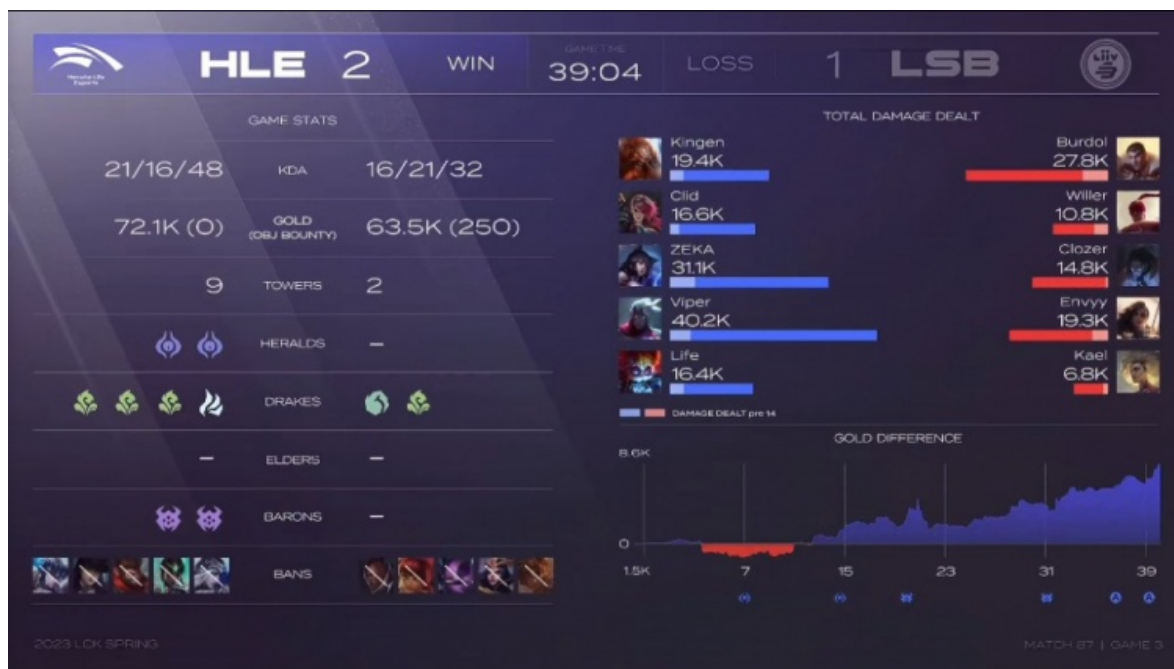 Hanwha Life
Esports
HLE 2 WIN
GAME TIME
39:04
LOSS 1 LSB
Liiv
GAME STATS
21/16/48 KDA 16/21/32
72.1K (0) GOLD
(OBJ BOUNTY) 63.5K (250)
9 TOWERS 2
HERALDS –
DRAKES
– ELDERS –
BARONS –
BANS
TOTAL DAMAGE DEALT
Kingen
19.4K
Burdol
27.8K
Clid
16.6K
Willer
10.8K
ZEKA
31.1K
Clozer
14.8K
Viper
40.2K
Envyy
19.3K
Life
16.4K
Kael
6.8K
DAMAGE DEALT pre 14
GOLD DIFFERENCE
8.6K
0
1.5K 7 15 23 31 39
2023 LCK SPRING
MATCH 87 | GAME 3